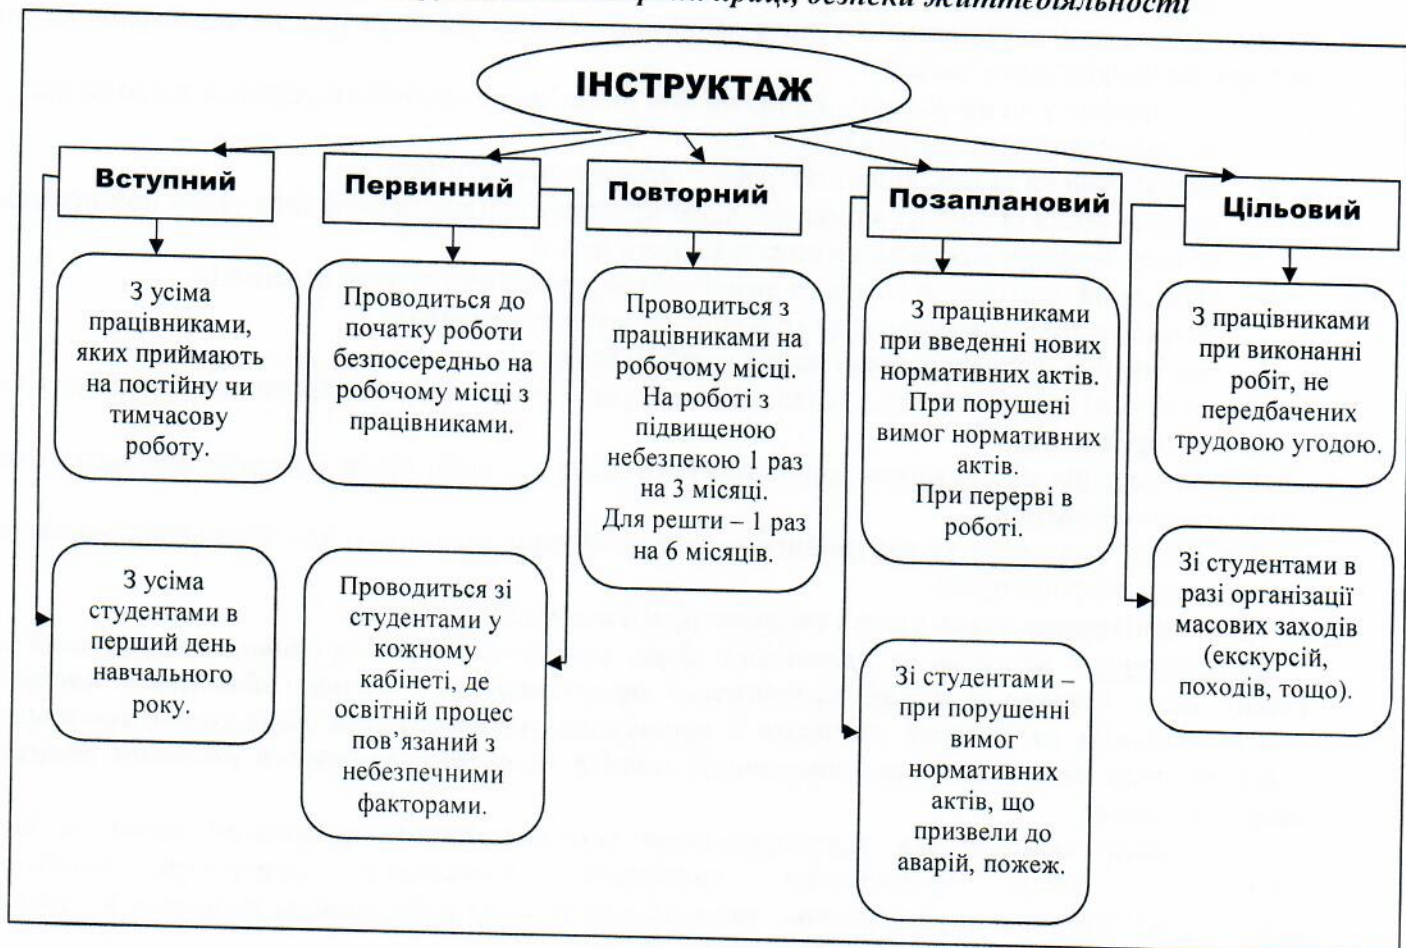 праці, безпеки життєдіяльності
ІНСТРУКТАЖ
Вступний
Первинний
Повторний
Позаплановий
Цільовий
З усіма
працівниками,
яких приймають
на постійну чи
тимчасову
роботу.
З усіма
студентами в
перший день
навчального
року.
Проводиться до
початку роботи
безпосередньо на
робочому місці з
працівниками.
Проводиться зі
студентами у
кожному
кабінеті, де
освітній процес
пов’язаний з
небезпечними
факторами.
Проводиться з
працівниками на
робочому місці.
На роботі з
підвищеною
небезпекою 1 раз
на 3 місяці.
Для решти – 1 раз
на 6 місяців.
З працівниками
при введенні нових
нормативних актів.
При порушені
вимог нормативних
актів.
При перерві в
роботі.
Зі студентами –
при порушенні
вимог
нормативних
актів, що
призвели до
аварій, пожеж.
З працівниками
при виконанні
робіт, не
передбачених
трудовою угодою.
Зі студентами в
разі організації
масових заходів
(екскурсій,
походів, тощо).